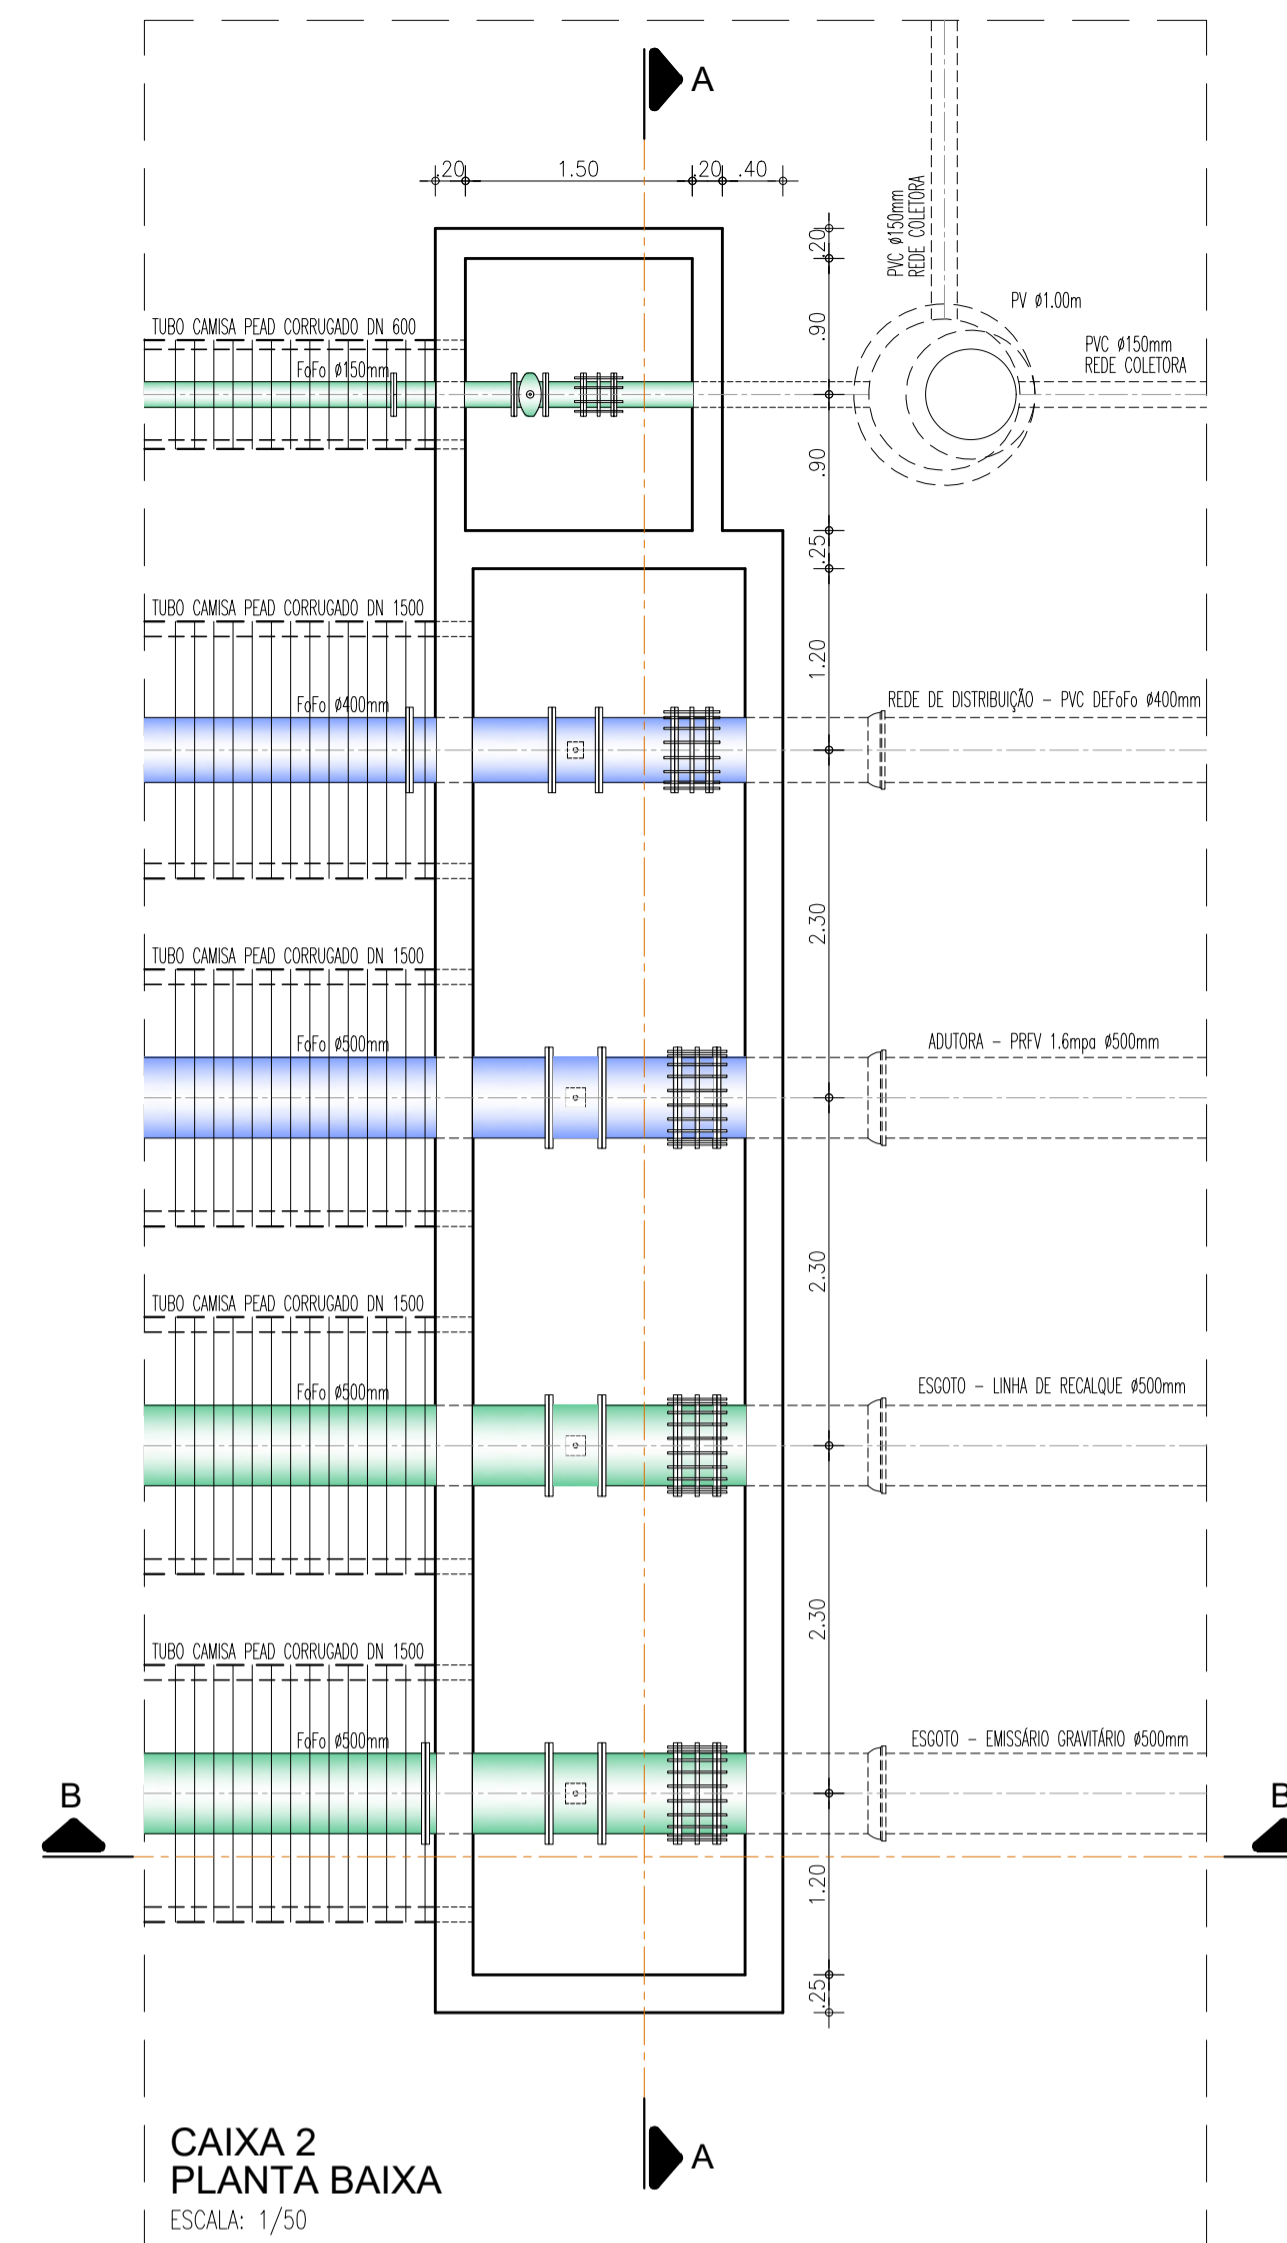 A
.20
1.50
.20
.40
PVC ø150mm
REDE COLETORA
.20
PV ø1.00m
TUBO CAMISA PEAD CORRUGADO DN 600
.90
PVC ø150mm
REDE COLETORA
FoFo ø150mm
.90
.25
TUBO CAMISA PEAD CORRUGADO DN 1500
1.20
FoFo ø400mm
REDE DE DISTRIBUIÇÃO - PVC DEFoFo ø400mm
2.30
TUBO CAMISA PEAD CORRUGADO DN 1500
FoFo ø500mm
ADUTORA - PRFV 1.6mpa ø500mm
2.30
TUBO CAMISA PEAD CORRUGADO DN 1500
FoFo ø500mm
ESGOTO - LINHA DE RECALQUE ø500mm
2.30
TUBO CAMISA PEAD CORRUGADO DN 1500
FoFo ø500mm
ESGOTO - EMISSÁRIO GRAVITÁRIO ø500mm
B
B
1.20
.25
A
CAIXA 2
PLANTA BAIXA
ESCALA: 1/50